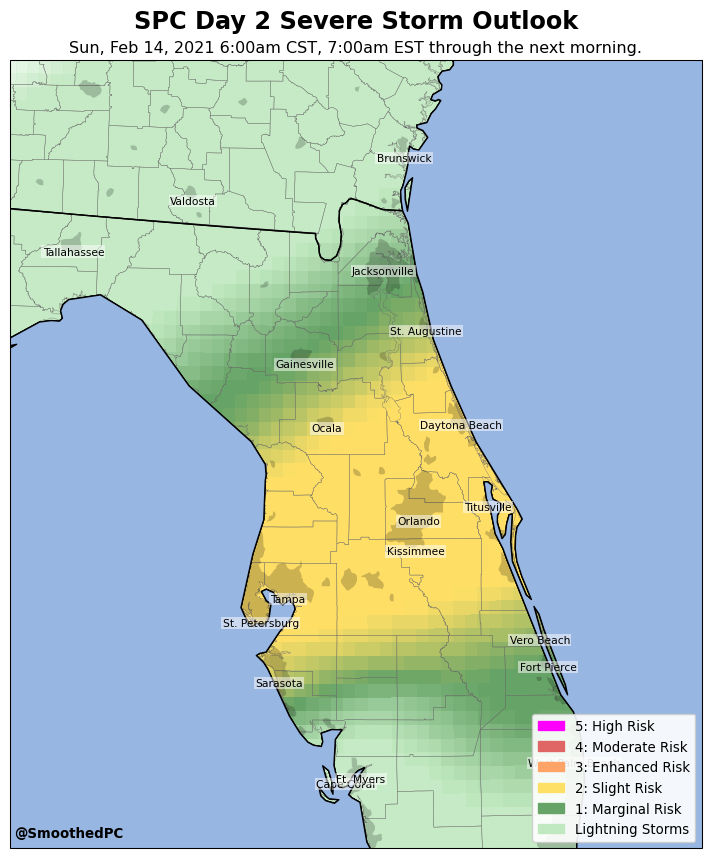 SPC Day 2 Severe Storm Outlook
Sun, Feb 14, 2021 6:00am CST, 7:00am EST through the next morning.
Brunswick
Valdosta
Tallahassee
Jacksonville
St. Augustine
Gainesville
Ocala
Daytona Beach
Titusville
Orlando
Kissimmee
Tampa
St. Petersburg
Vero Beach
Fort Pierce
Sarasota
Ft. Myers
Cape Coral
5: High Risk
4: Moderate Risk
3: Enhanced Risk
2: Slight Risk
1: Marginal Risk
Lightning Storms
@SmoothedPC